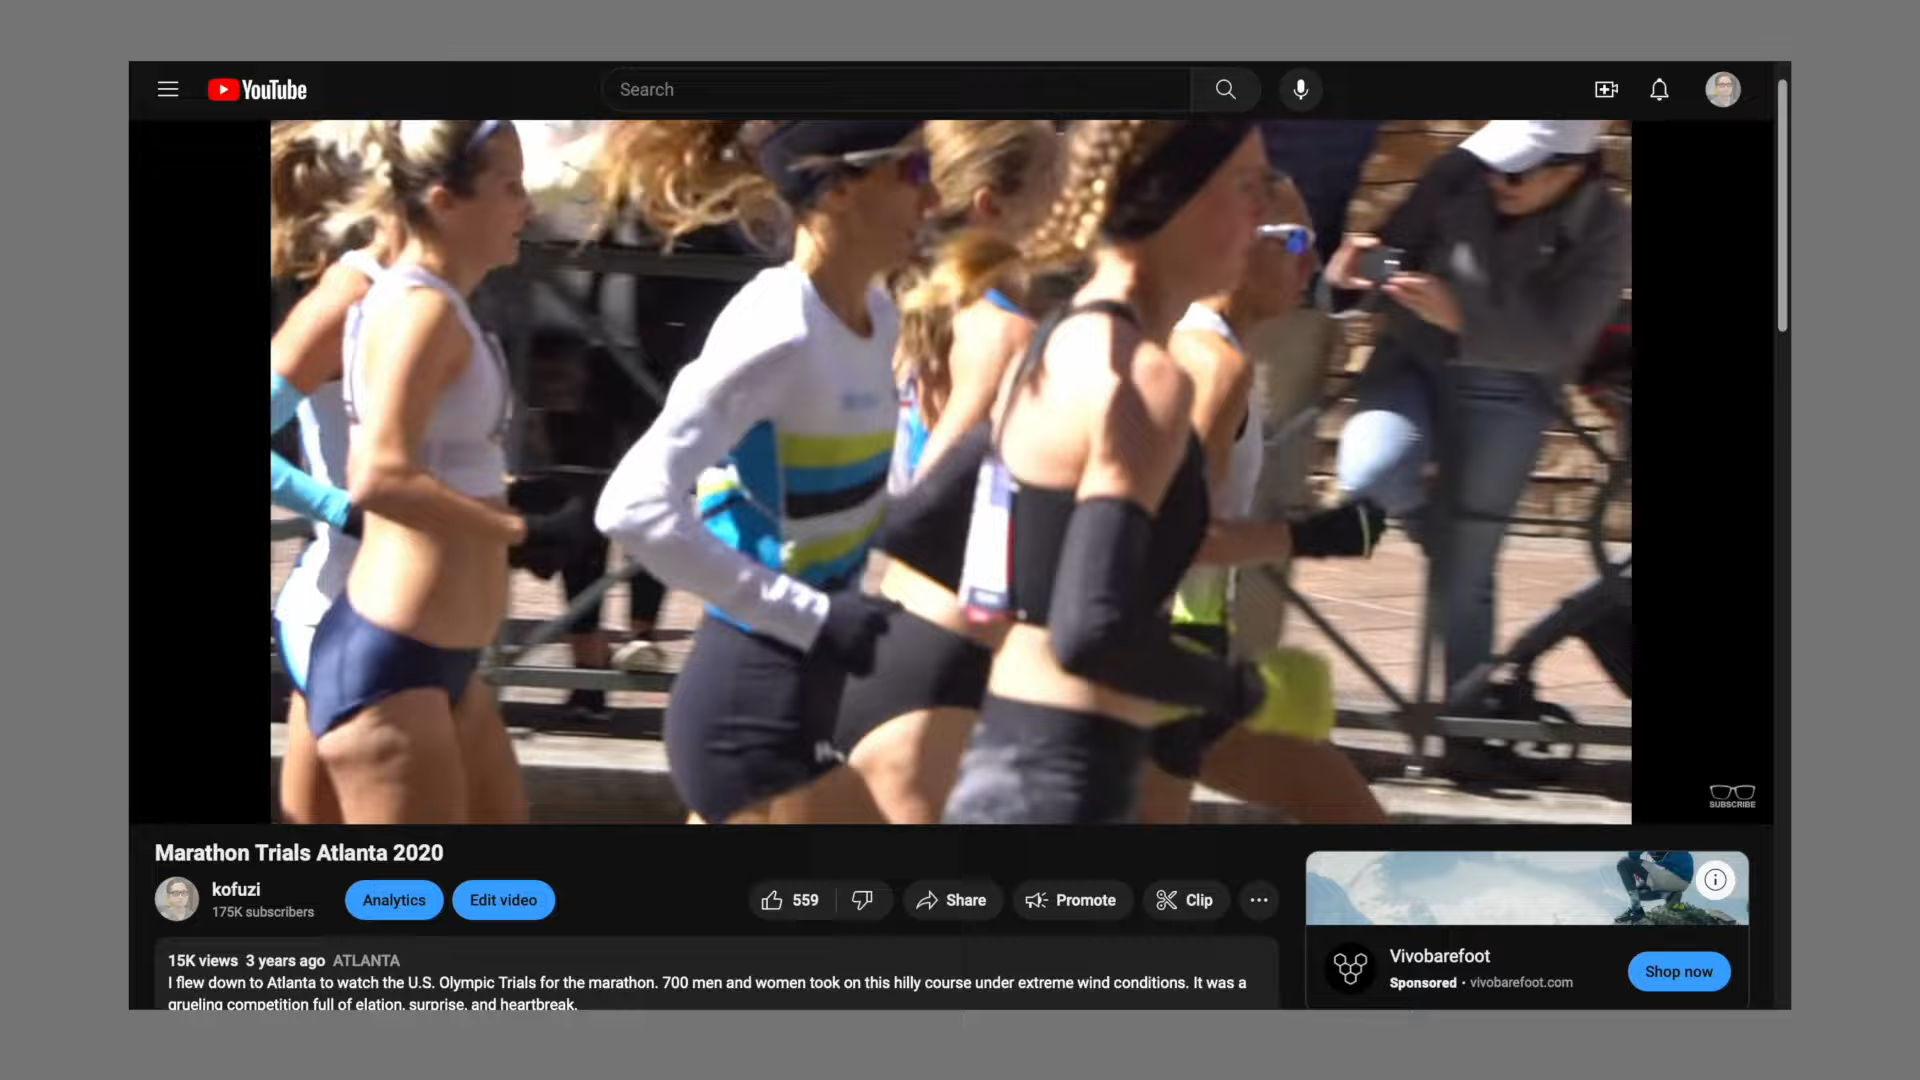 YouTube
Search
SUBSCRIBE
Marathon Trials Atlanta 2020
kofuzi
175K subscribers
Analytics
Edit video
559
Share
Promote
Clip
15K views 3 years ago ATLANTA
I flew down to Atlanta to watch the U.S. Olympic Trials for the marathon. 700 men and women took on this hilly course under extreme wind conditions. It was a
grueling competition full of elation, surprise, and heartbreak.
Vivobarefoot
Sponsored · vivobarefoot.com
Shop now